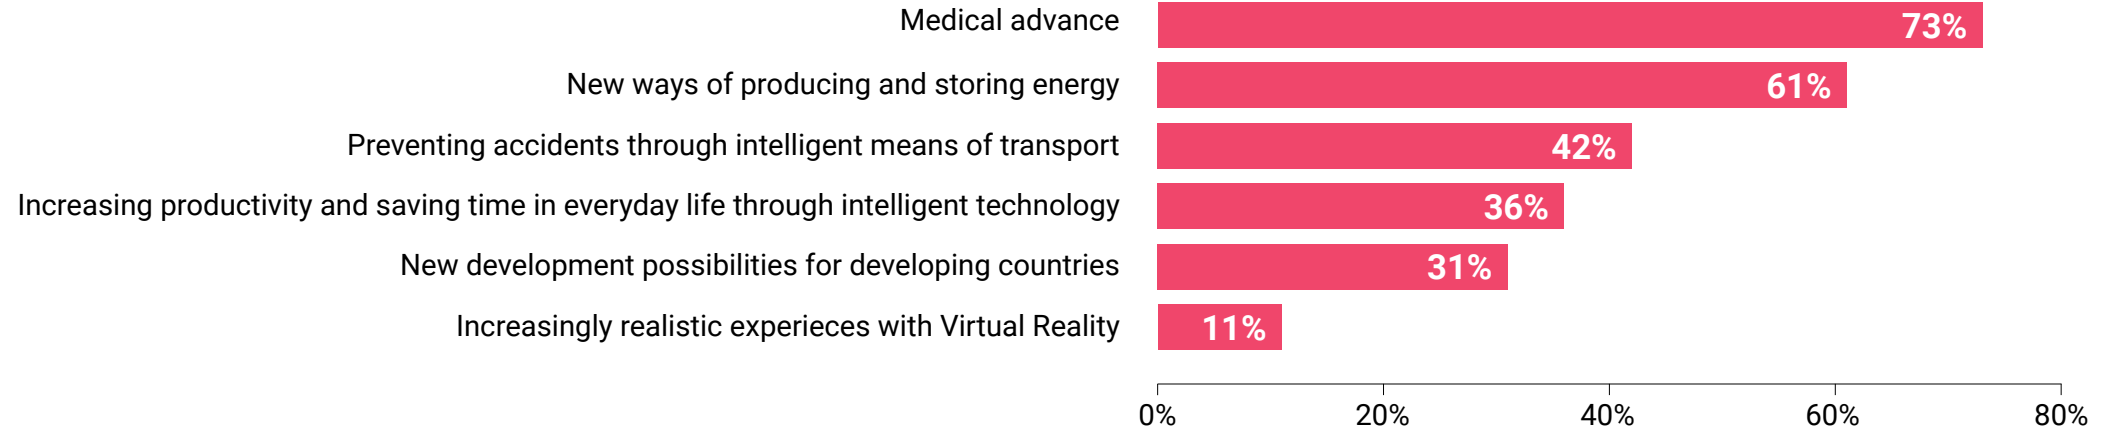 Medical advance 73%
New ways of producing and storing energy 61%
Preventing accidents through intelligent means of transport 42%
Increasing productivity and saving time in everyday life through intelligent technology 36%
New development possibilities for developing countries 31%
Increasingly realistic experieces with Virtual Reality 11%
0% 20% 40% 60% 80%